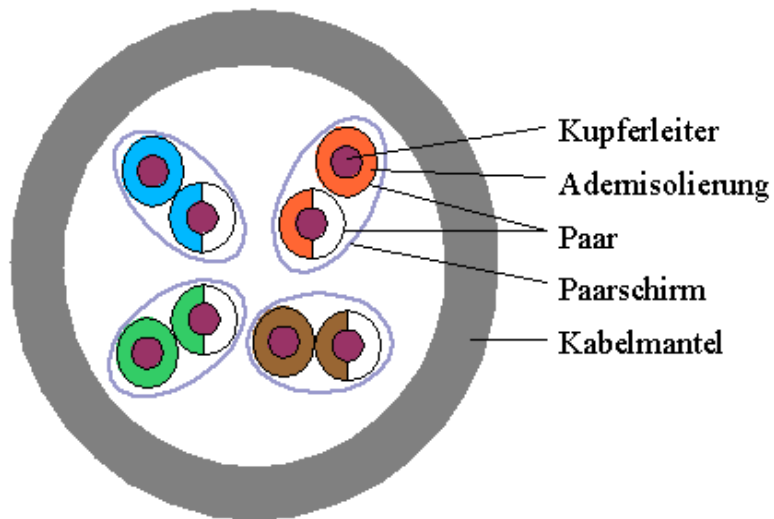 Kupferleiter
Ademisolierung
Paar
Paarschirm
Kabelmantel